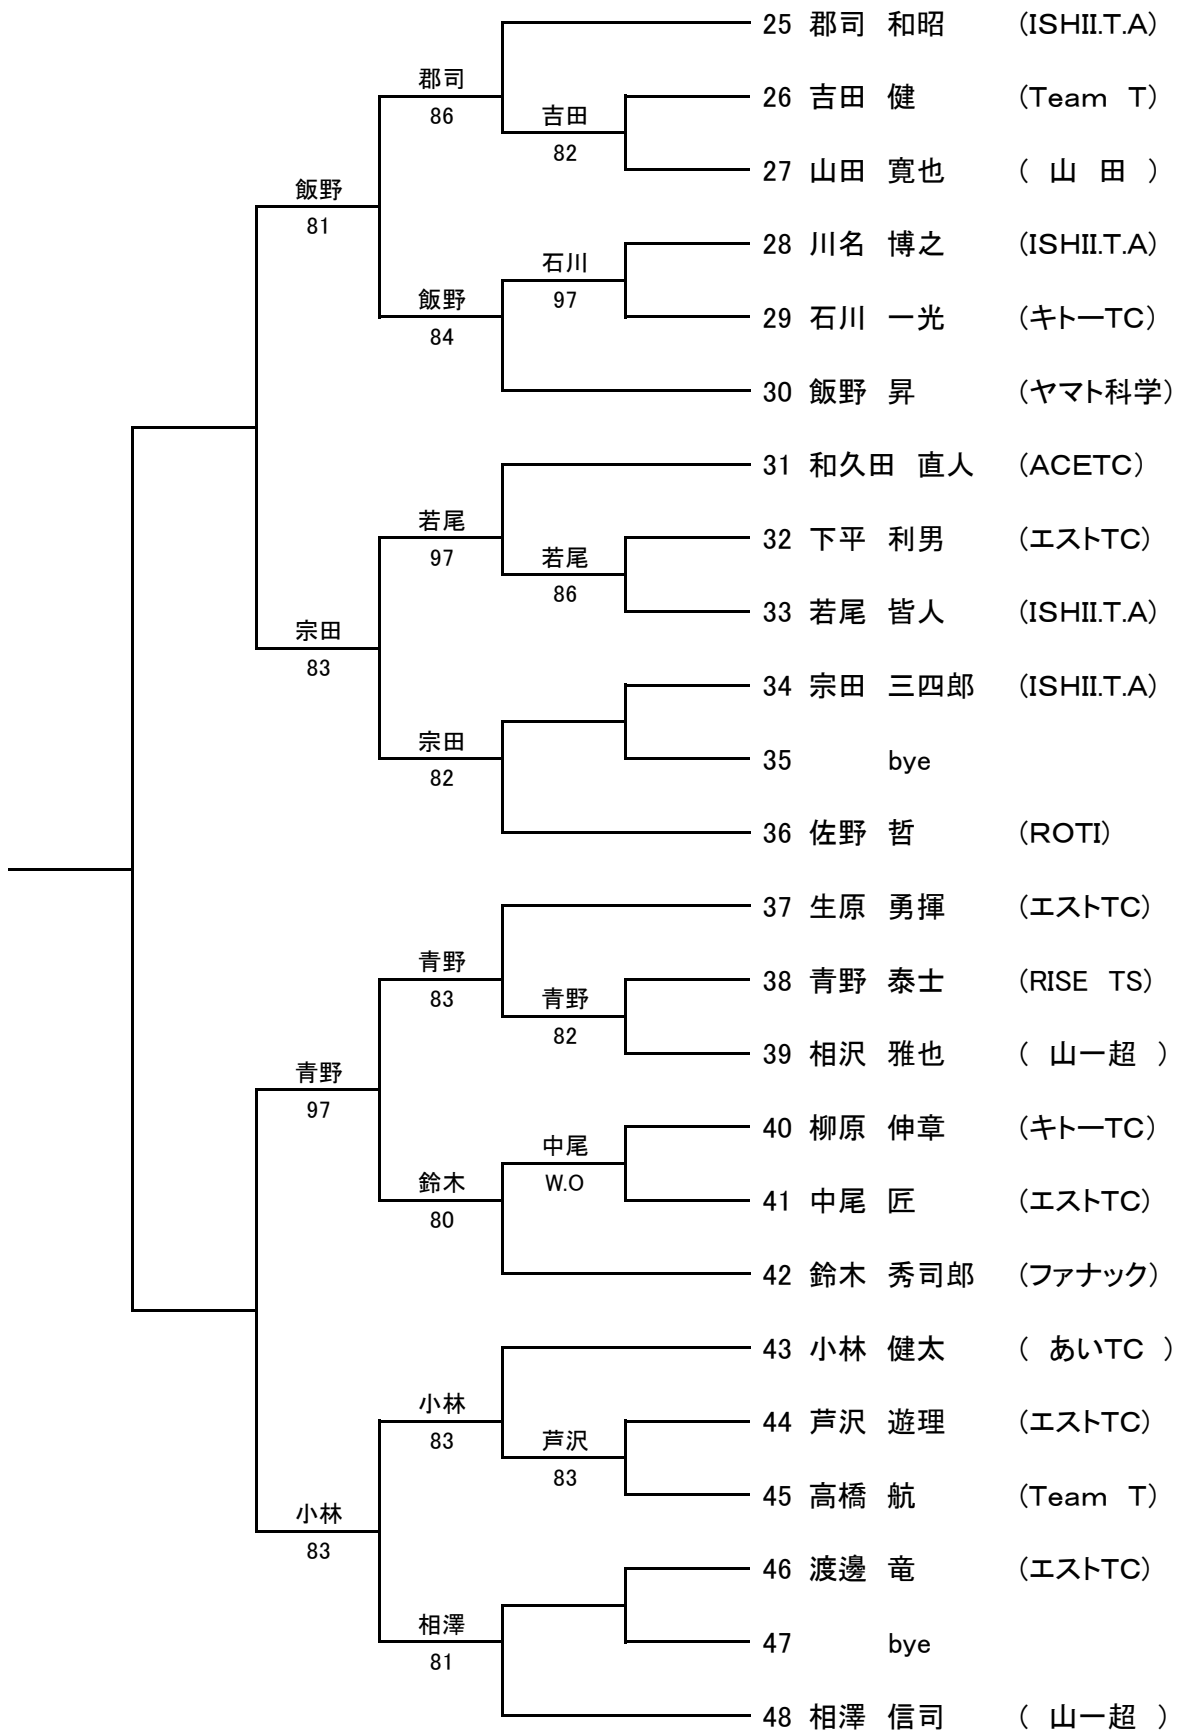 25 郡司 和昭 (ISHII.T.A)
郡司
86
26 吉田 健 (Team T)
吉田
82
27 山田 寛也 ( 山 田 )
飯野
81
28 川名 博之 (ISHII.T.A)
石川
97
飯野
84
29 石川 一光 (キトーTC)
30 飯野 昇 (ヤマト科学)
31 和久田 直人 (ACETC)
若尾
97
32 下平 利男 (エストTC)
若尾
86
33 若尾 皆人 (ISHII.T.A)
宗田
83
34 宗田 三四郎 (ISHII.T.A)
宗田
82
35 bye
36 佐野 哲 (ROTI)
37 生原 勇揮 (エストTC)
青野
83
38 青野 泰士 (RISE TS)
青野
82
39 相沢 雅也 ( 山一超 )
青野
97
40 柳原 伸章 (キトーTC)
中尾
W.O
鈴木
80
41 中尾 匠 (エストTC)
42 鈴木 秀司郎 (ファナック)
43 小林 健太 ( あいTC )
小林
83
44 芦沢 遊理 (エストTC)
芦沢
83
45 高橋 航 (Team T)
小林
83
46 渡邊 竜 (エストTC)
相澤
81
47 bye
48 相澤 信司 ( 山一超 )